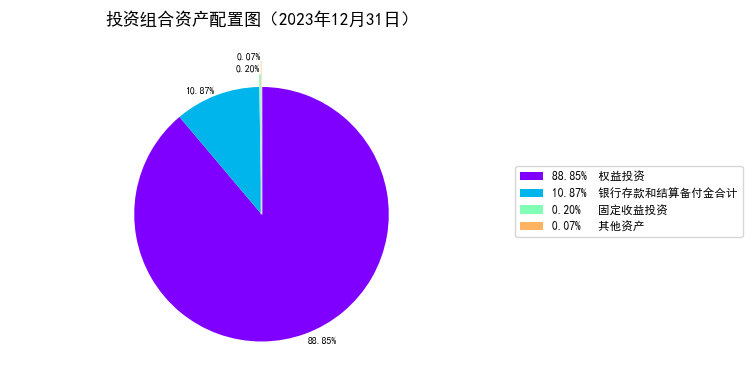 投资组合资产配置图（2023年12月31日）
0.07%
0.20%
10.87%
88.85%
88.85% 权益投资
10.87% 银行存款和结算备付金合计
0.20% 固定收益投资
0.07% 其他资产